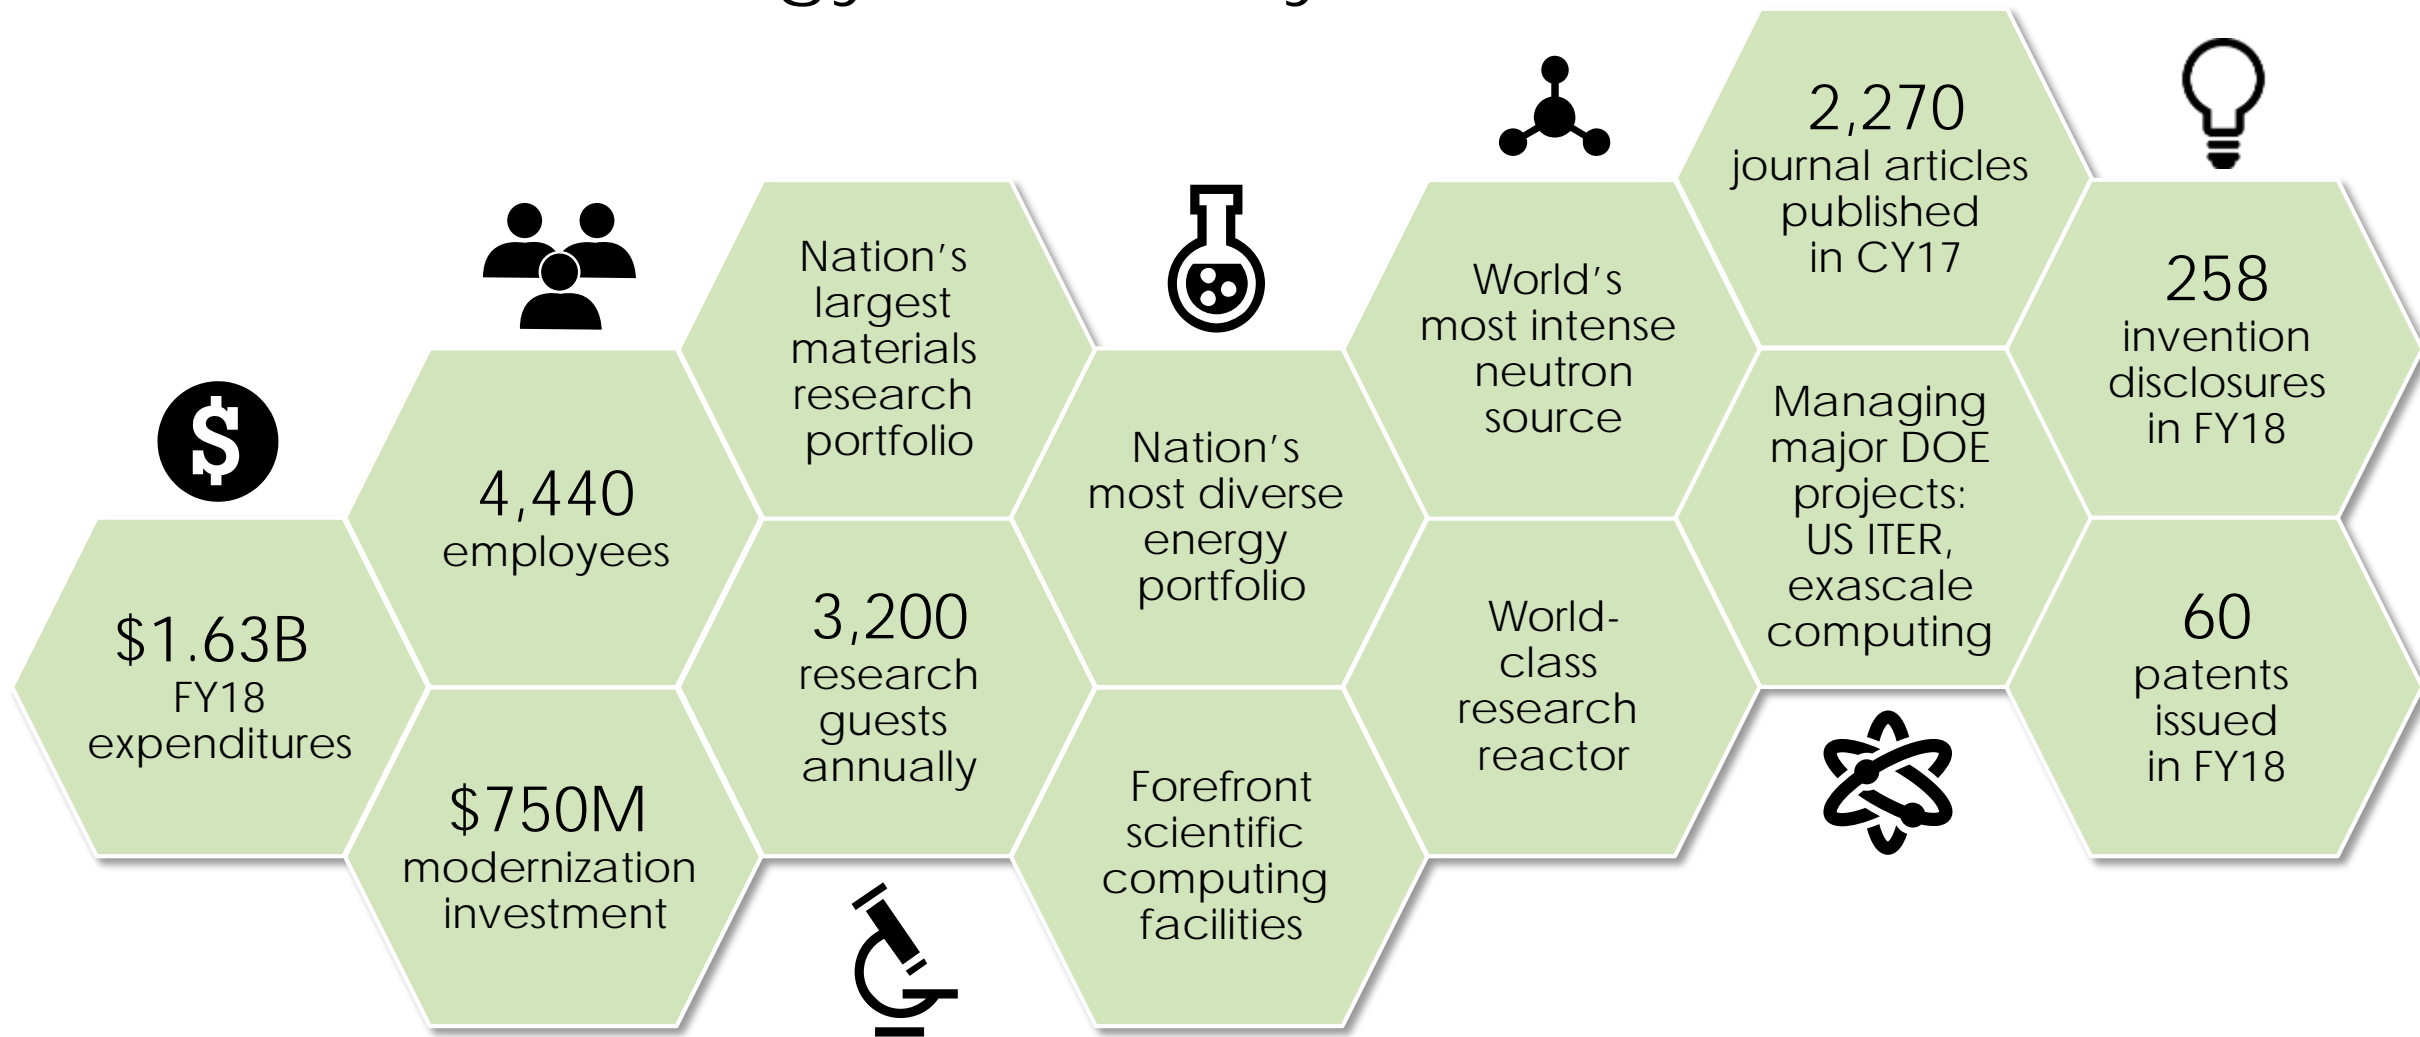 $1.63B
FY18
expenditures
4,440
employees
$750M
modernization
investment
Nation's
largest
materials
research
portfolio
3,200
research
guests
annually
Nation's
most diverse
energy
portfolio
Forefront
scientific
computing
facilities
World's
most intense
neutron
source
World-
class
research
reactor
2,270
journal articles
published
in CY17
Managing
major DOE
projects:
US ITER,
exascale
computing
258
invention
disclosures
in FY18
60
patents
issued
in FY18